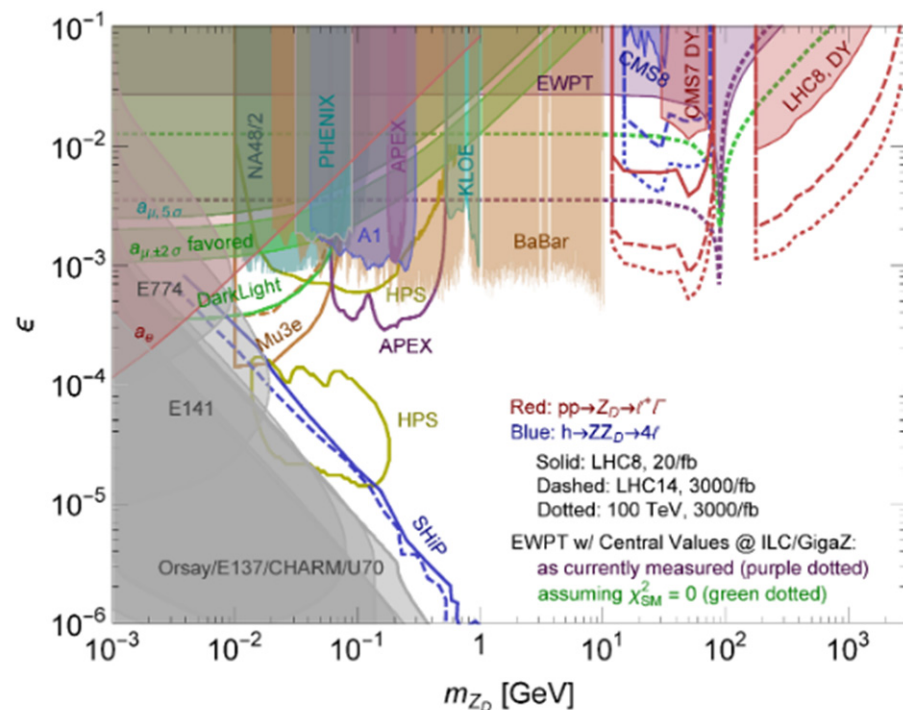 10⁻¹
10⁻²
10⁻³
10⁻⁴
10⁻⁵
10⁻⁶
ϵ
NA48/2
PHENIX
APEX
KLOE
EWPT
CMS8
CMS7 DY
LHC8, DY
aμ,5σ
aμ,±2σ favored
A1
BaBar
E774
DarkLight
HPS
ae
Mu3e
APEX
E141
HPS
Red: pp→Z_D→ℓ⁺ℓ⁻
Blue: h→ZZ_D→4ℓ
Solid: LHC8, 20/fb
Dashed: LHC14, 3000/fb
Dotted: 100 TeV, 3000/fb
SHiP
EWPT w/ Central Values @ ILC/GigaZ:
as currently measured (purple dotted)
Orsay/E137/CHARM/U70
assuming χ²_SM = 0 (green dotted)
10⁻³ 10⁻² 10⁻¹ 1 10¹ 10² 10³
m_Z_D [GeV]